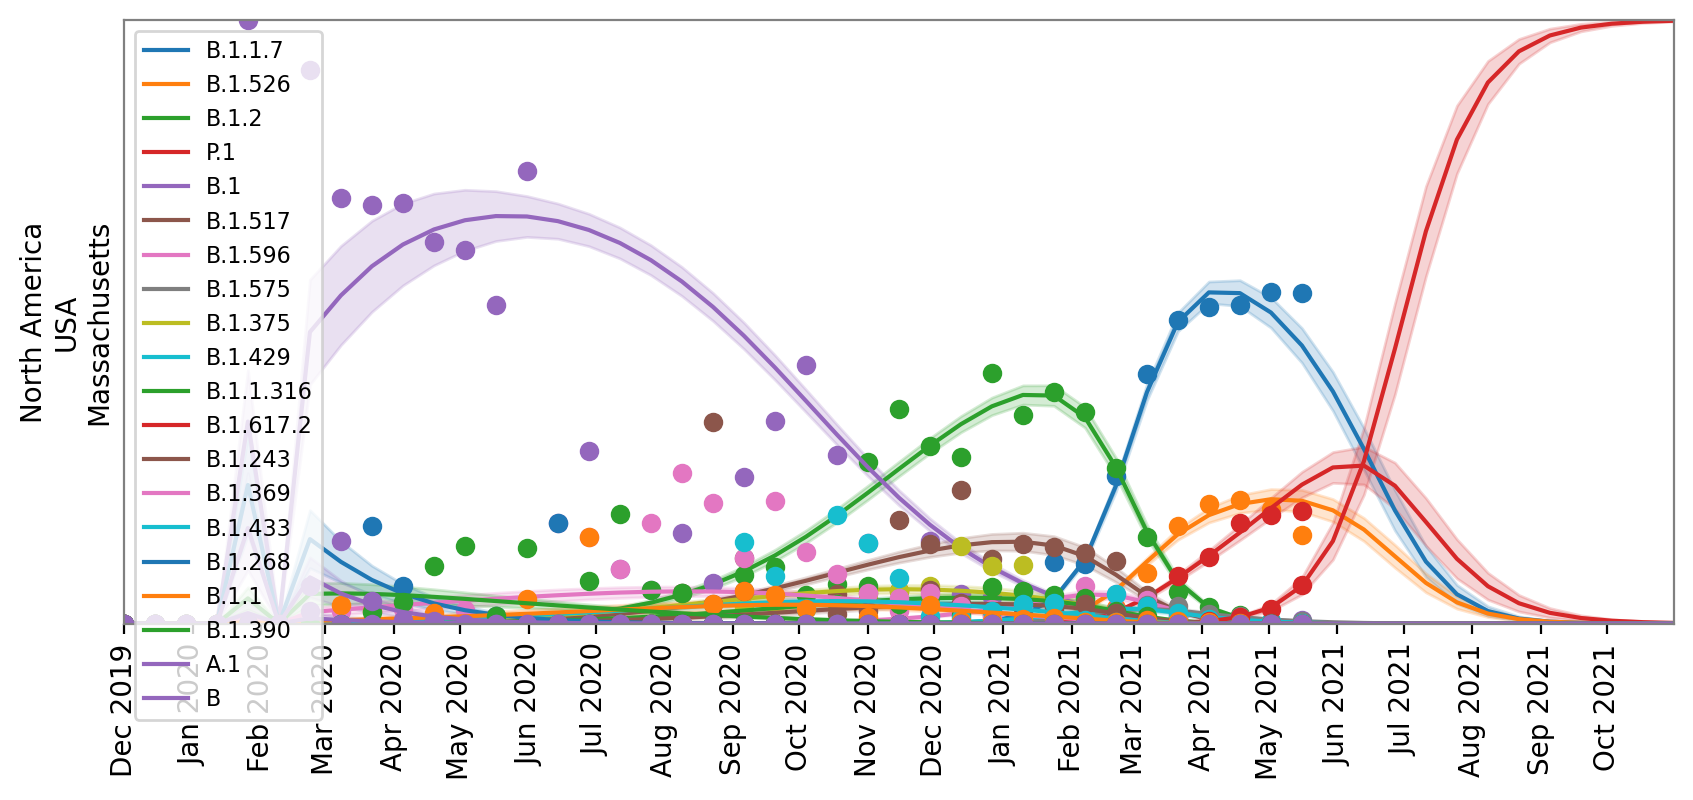 North America
USA
Massachusetts
B.1.1.7
B.1.526
B.1.2
P.1
B.1
B.1.517
B.1.596
B.1.575
B.1.375
B.1.429
B.1.1.316
B.1.617.2
B.1.243
B.1.369
B.1.433
B.1.268
B.1.1
B.1.390
A.1
B
Dec 2019
Jan 2020
Feb 2020
Mar 2020
Apr 2020
May 2020
Jun 2020
Jul 2020
Aug 2020
Sep 2020
Oct 2020
Nov 2020
Dec 2020
Jan 2021
Feb 2021
Mar 2021
Apr 2021
May 2021
Jun 2021
Jul 2021
Aug 2021
Sep 2021
Oct 2021